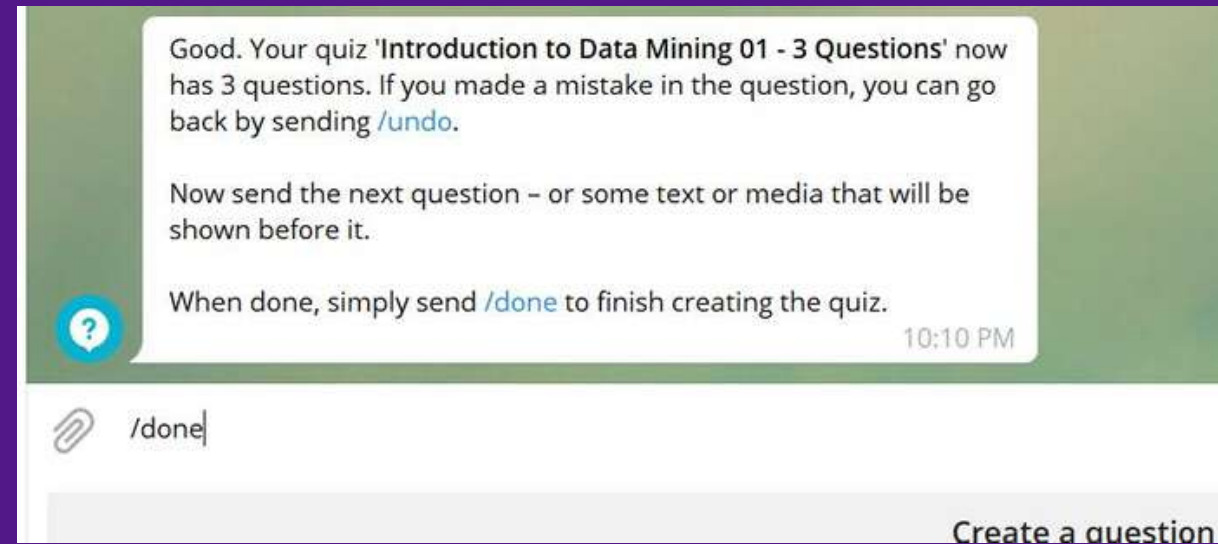 Good. Your quiz 'Introduction to Data Mining 01 - 3 Questions' now
has 3 questions. If you made a mistake in the question, you can go
back by sending /undo.
Now send the next question – or some text or media that will be
shown before it.
When done, simply send /done to finish creating the quiz.
10:10 PM
/done
Create a question